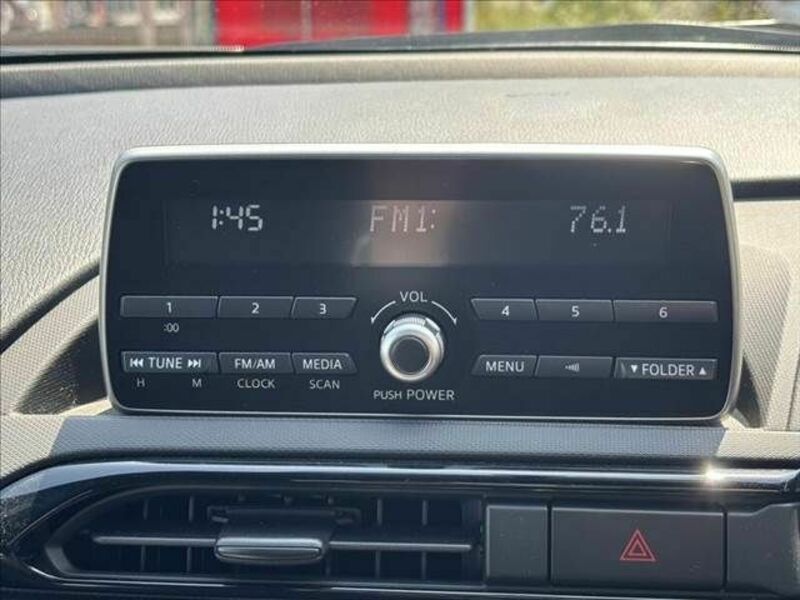 1:45 FM1: 76.1
VOL
1 2 3 4 5 6
:00
TUNE FM/AM MEDIA MENU ▼ FOLDER ▲
H M CLOCK SCAN
PUSH POWER